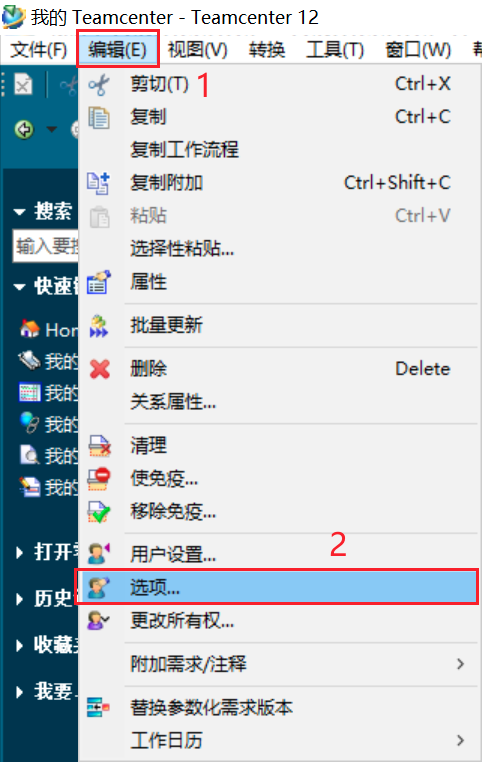 我的 Teamcenter - Teamcenter 12
文件(F) 编辑(E) 视图(V) 转换 工具(T) 窗口(W)
1
剪切(T) Ctrl+X
复制 Ctrl+C
复制工作流程
复制附加 Ctrl+Shift+C
搜索
粘贴 Ctrl+V
输入要搜
选择性粘贴...
快速
属性
Hom
批量更新
我的
删除 Delete
我的
关系属性...
我的
清理
我的
使免疫...
我的
移除免疫...
2
打开
用户设置...
选项...
历史
更改所有权...
收藏
附加需求/注释
我要
替换参数化需求版本
工作日历